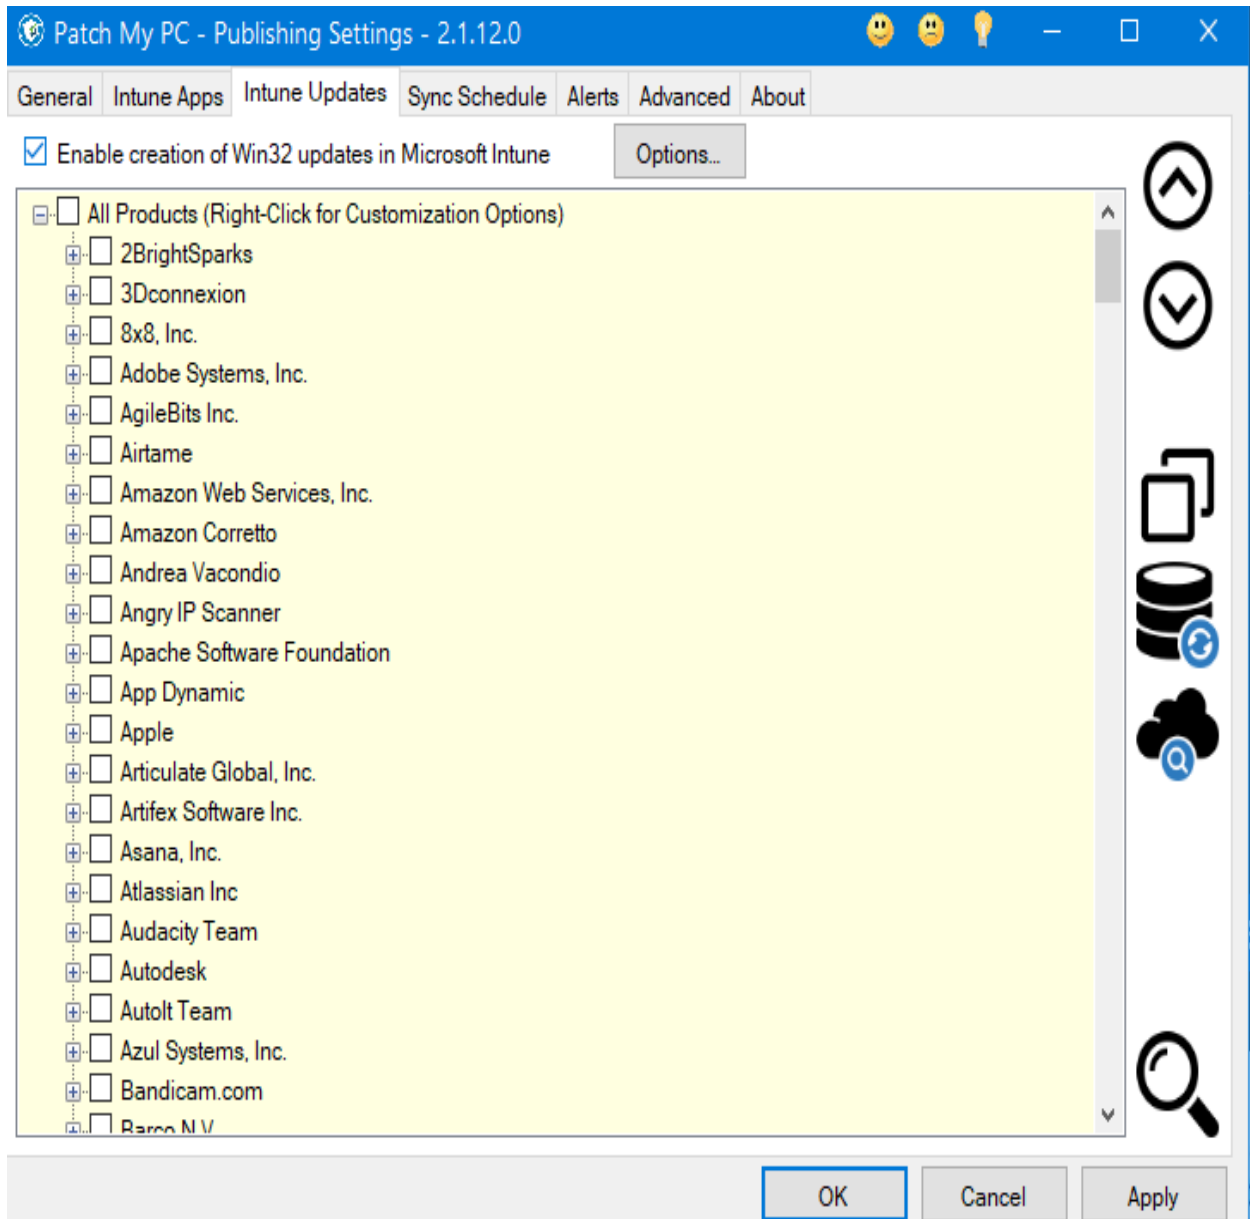 Patch My PC - Publishing Settings - 2.1.12.0
General Intune Apps Intune Updates Sync Schedule Alerts Advanced About
Enable creation of Win32 updates in Microsoft Intune Options...
All Products (Right-Click for Customization Options)
2BrightSparks
3Dconnexion
8x8, Inc.
Adobe Systems, Inc.
AgileBits Inc.
Airtame
Amazon Web Services, Inc.
Amazon Corretto
Andrea Vacondio
Angry IP Scanner
Apache Software Foundation
App Dynamic
Apple
Articulate Global, Inc.
Artifex Software Inc.
Asana, Inc.
Atlassian Inc
Audacity Team
Autodesk
AutoIt Team
Azul Systems, Inc.
Bandicam.com
Barco N.V.
OK Cancel Apply